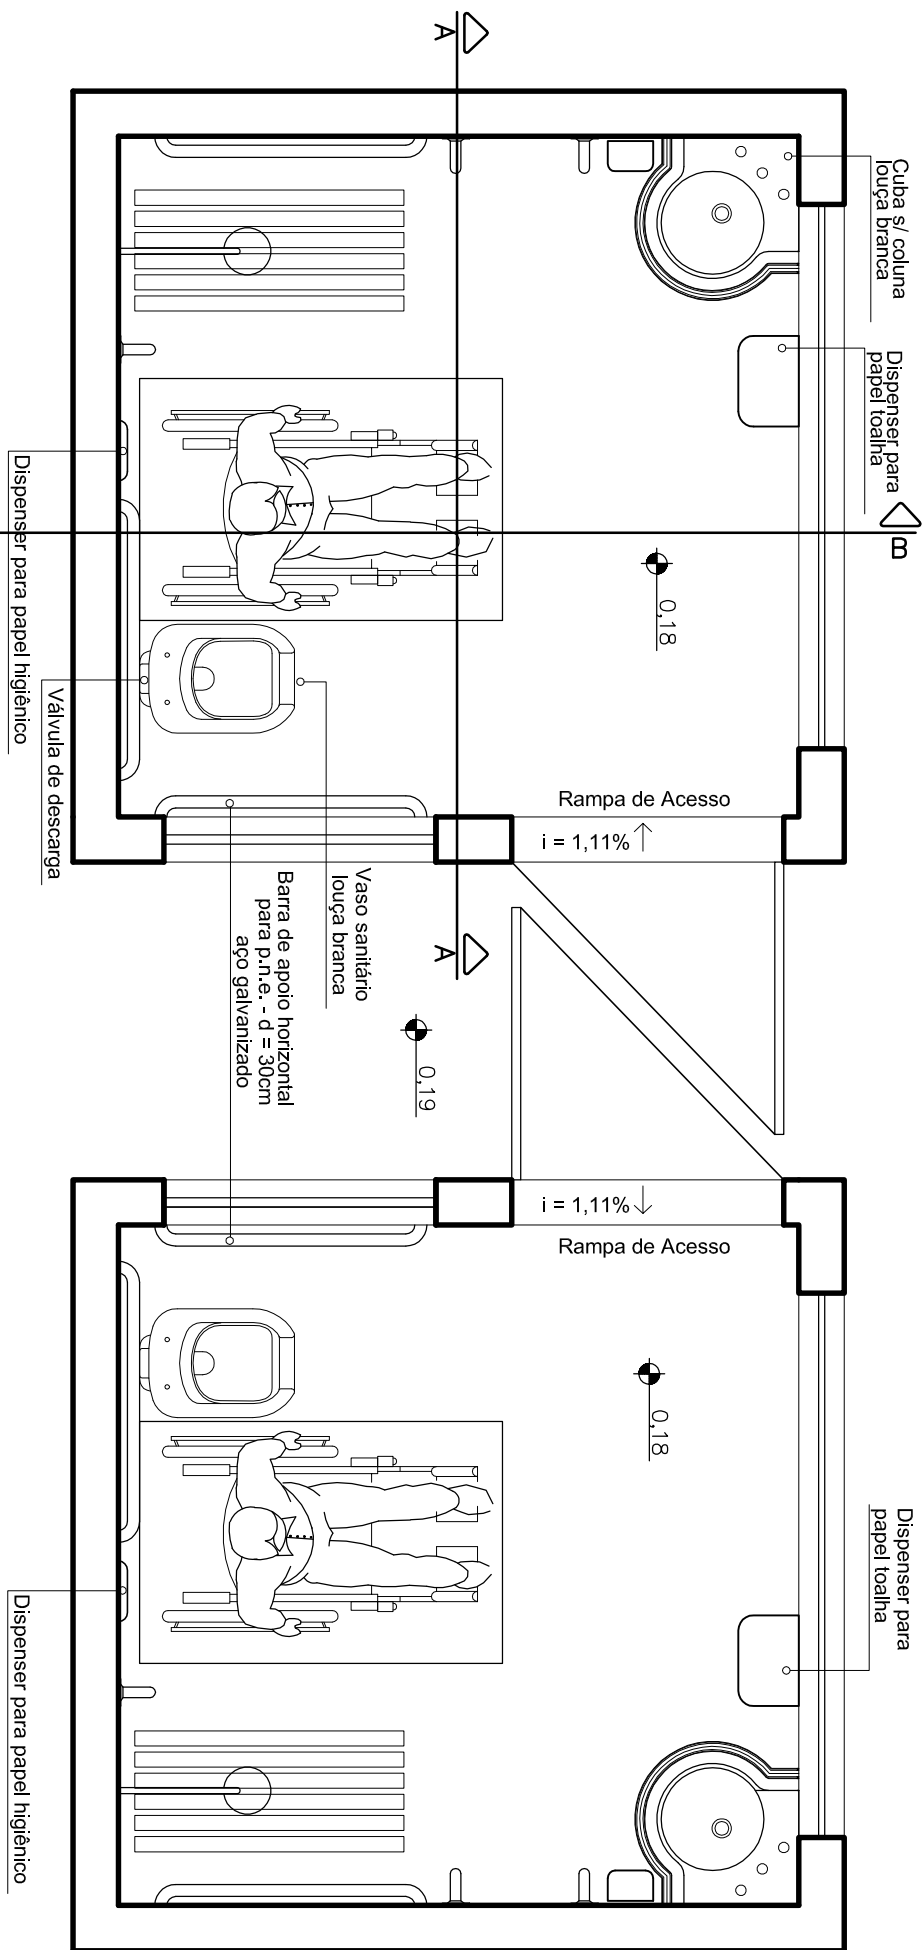 A
Cuba s/ coluna
louça branca
Dispenser para
papel toalha
B
0,18
Dispenser para papel higiênico
Válvula de descarga
Rampa de Acesso
i = 1,11%
Vaso sanitário
louça branca
A
Barra de apoio horizontal
para p.n.e. - d = 30cm
aço galvanizado
0,19
i = 1,11%
Rampa de Acesso
0,18
Dispenser para
papel toalha
Dispenser para papel higiênico